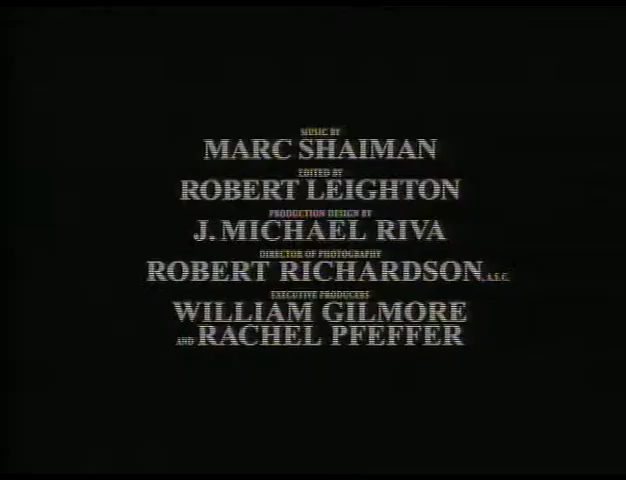 MUSIC BY
MARC SHAIMAN
EDITED BY
ROBERT LEIGHTON
PRODUCTION DESIGN BY
J. MICHAEL RIVA
DIRECTOR OF PHOTOGRAPHY
ROBERT RICHARDSON, A.S.C.
EXECUTIVE PRODUCERS
WILLIAM GILMORE
AND RACHEL PFEFFER